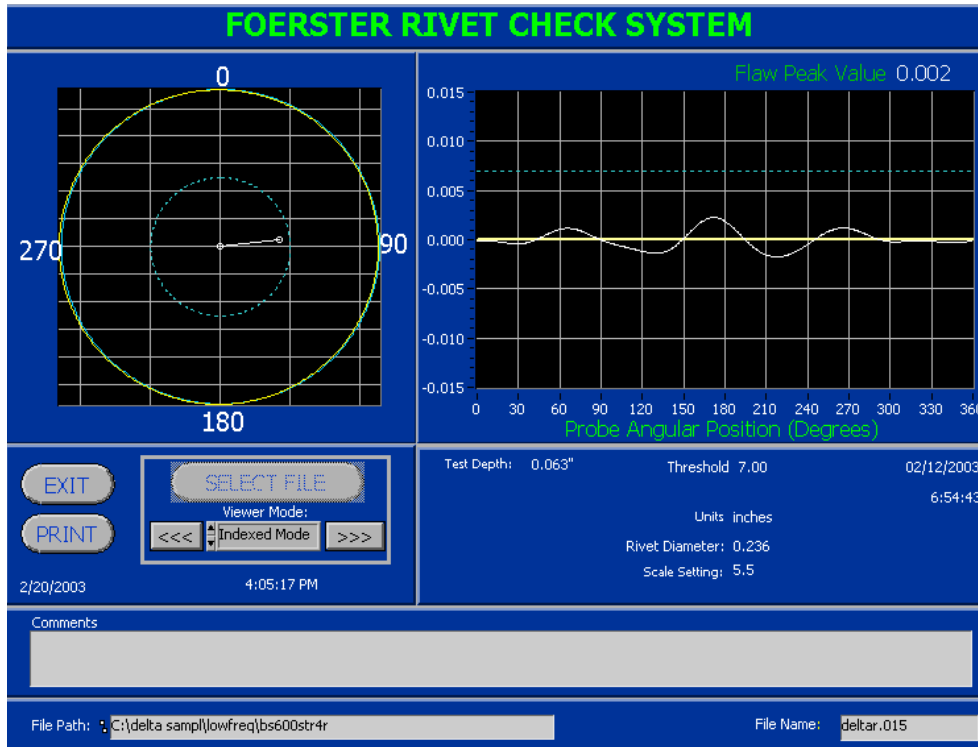 FOERSTER RIVET CHECK SYSTEM
0
270
90
180
Flaw Peak Value 0.002
0.015
0.010
0.005
0.000
-0.005
-0.010
-0.015
0 30 60 90 120 150 180 210 240 270 300 330 360
Probe Angular Position (Degrees)
EXIT
SELECT FILE
Viewer Mode:
PRINT
<<< Indexed Mode >>>
2/20/2003 4:05:17 PM
Test Depth: 0.063" Threshold 7.00 02/12/2003
6:54:43
Units inches
Rivet Diameter: 0.236
Scale Setting: 5.5
Comments
File Path: C:\delta sampl\lowfreq\bs600str4r File Name: deltar.015